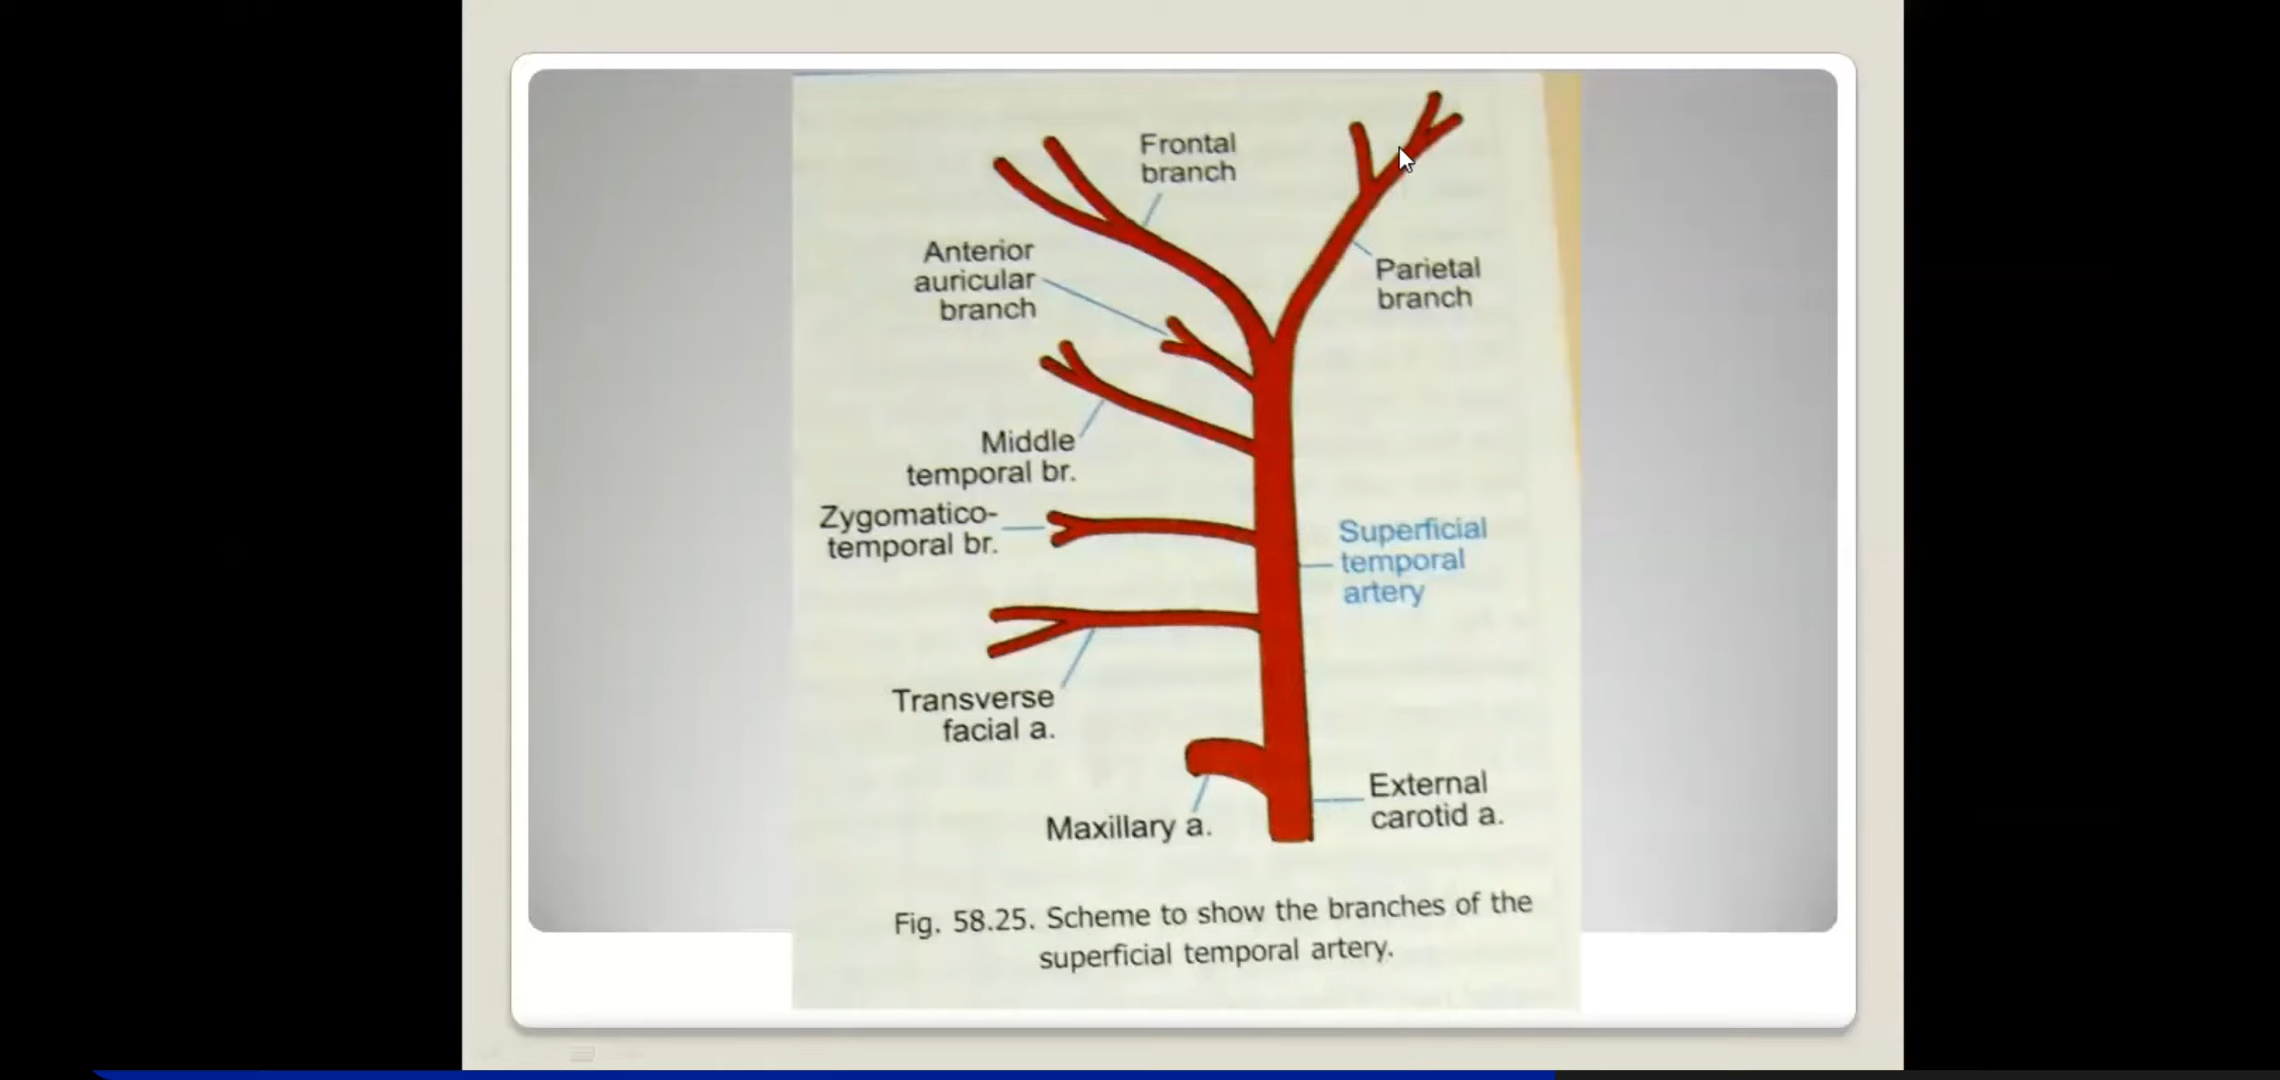 Frontal
branch
Anterior
auricular
branch
Parietal
branch
Middle
temporal br.
Zygomatico-
temporal br.
Superficial
temporal
artery
Transverse
facial a.
Maxillary a.
External
carotid a.
Fig. 58.25. Scheme to show the branches of the
superficial temporal artery.